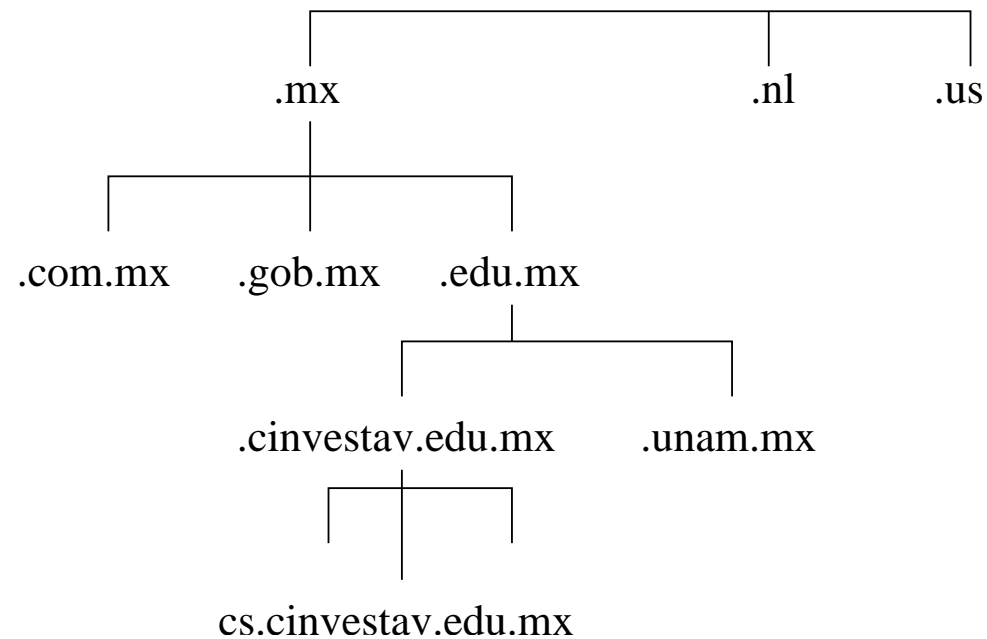 .mx .nl .us
.com.mx .gob.mx .edu.mx
.cinvestav.edu.mx .unam.mx
cs.cinvestav.edu.mx